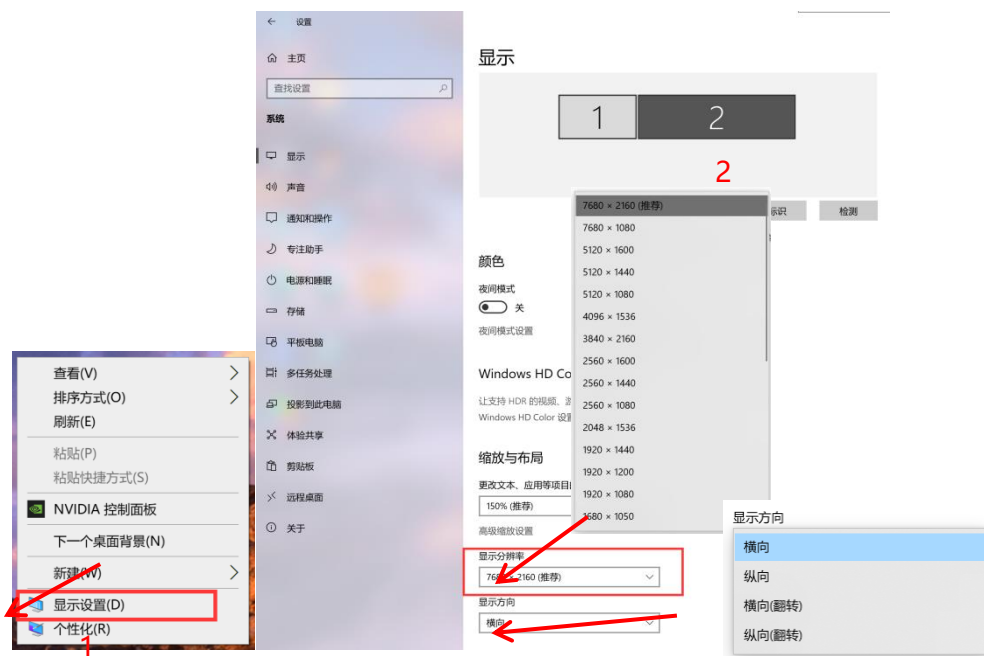 查看(V)
排序方式(O)
刷新(E)
粘贴(P)
粘贴快捷方式(S)
NVIDIA 控制面板
下一个桌面背景(N)
新建(W)
显示设置(D)
个性化(R)
1
设置
主页
查找设置
系统
显示
声音
通知和操作
专注助手
电源和睡眠
存储
平板电脑
多任务处理
投影到此电脑
体验共享
剪贴板
远程桌面
关于
显示
1 2
2
检测
颜色
夜间模式
关
夜间模式设置
Windows HD Co
让支持 HDR 的视频、
Windows HD Color
缩放与布局
更改文本、应用等项目
150% (推荐)
高级缩放设置
显示分辨率
2160 (推荐)
显示方向
横向
7680 × 2160 (推荐)
7680 × 1080
5120 × 1600
5120 × 1440
5120 × 1080
4096 × 1536
3840 × 2160
2560 × 1600
2560 × 1440
2560 × 1080
2048 × 1536
1920 × 1440
1920 × 1200
1920 × 1080
1680 × 1050
显示方向
横向
纵向
横向(翻转)
纵向(翻转)